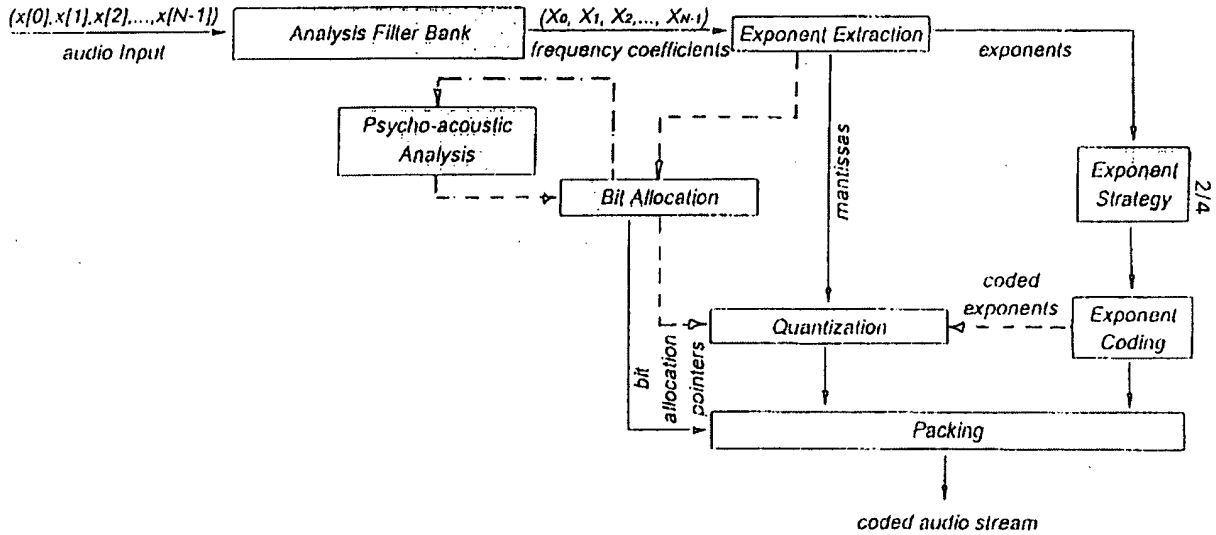 (x[0],x[1],x[2],...,x[N-1])
audio Input
Analysis Filter Bank
(X0, X1, X2,..., XN-1)
frequency coefficients
Exponent Extraction
exponents
Psycho-acoustic
Analysis
Bit Allocation
mantissas
Exponent
Strategy
2/4
coded
exponents
Quantization
Exponent
Coding
bit
allocation
pointers
Packing
coded audio stream